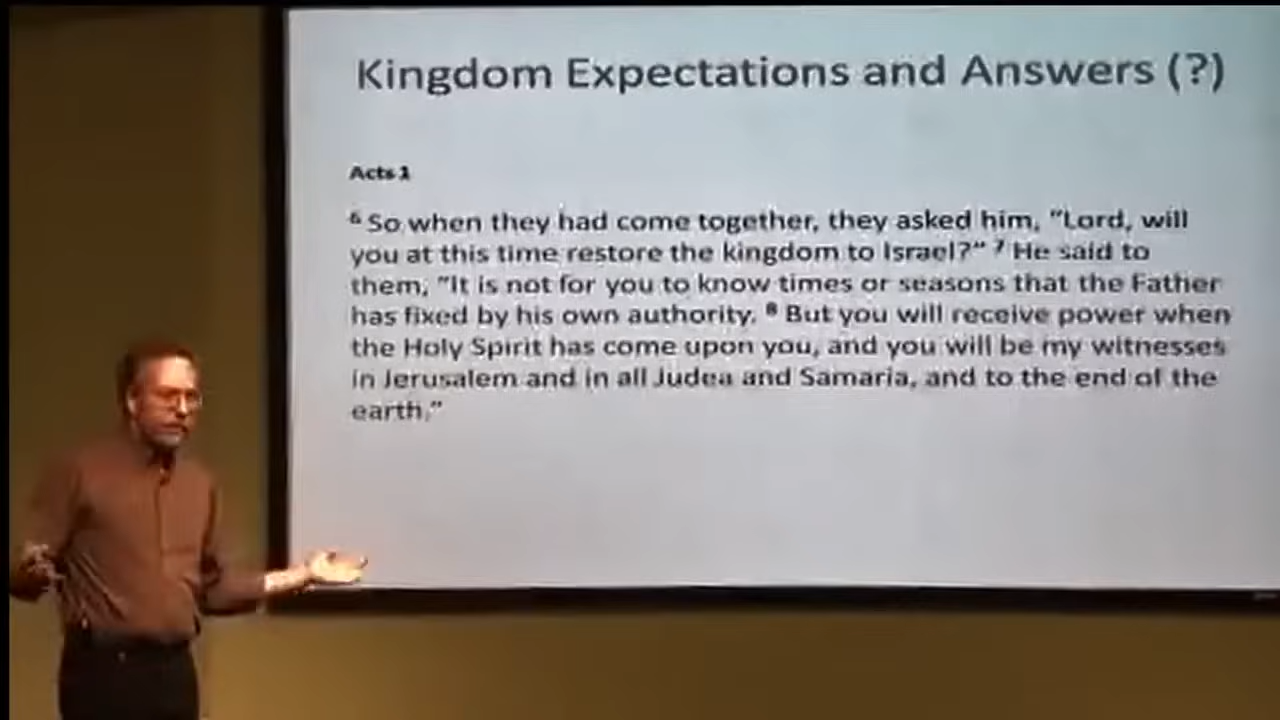 Kingdom Expectations and Answers (?)
Acts 1
⁶ So when they had come together, they asked him, “Lord, will
you at this time restore the kingdom to Israel?” ⁷ He said to
them, “It is not for you to know times or seasons that the Father
has fixed by his own authority. ⁸ But you will receive power when
the Holy Spirit has come upon you, and you will be my witnesses
in Jerusalem and in all Judea and Samaria, and to the end of the
earth.”